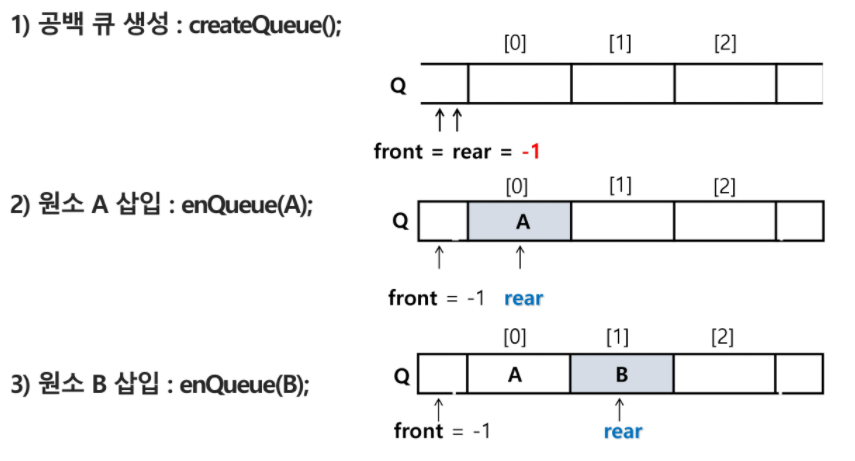 1) 공백 큐 생성 : createQueue();
[0] [1] [2]
Q
front = rear = -1
2) 원소 A 삽입 : enQueue(A);
[0] [1] [2]
Q A
front = -1 rear
3) 원소 B 삽입 : enQueue(B);
[0] [1] [2]
Q A B
front = -1 rear